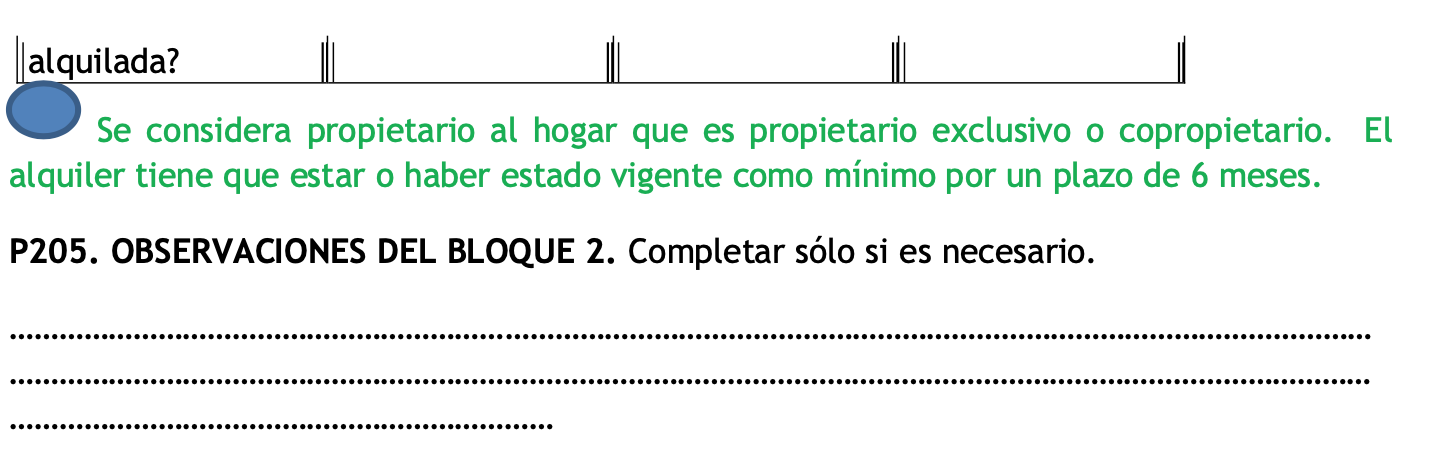 alquilada?
Se considera propietario al hogar que es propietario exclusivo o copropietario. El
alquiler tiene que estar o haber estado vigente como mínimo por un plazo de 6 meses.
P205. OBSERVACIONES DEL BLOQUE 2. Completar sólo si es necesario.